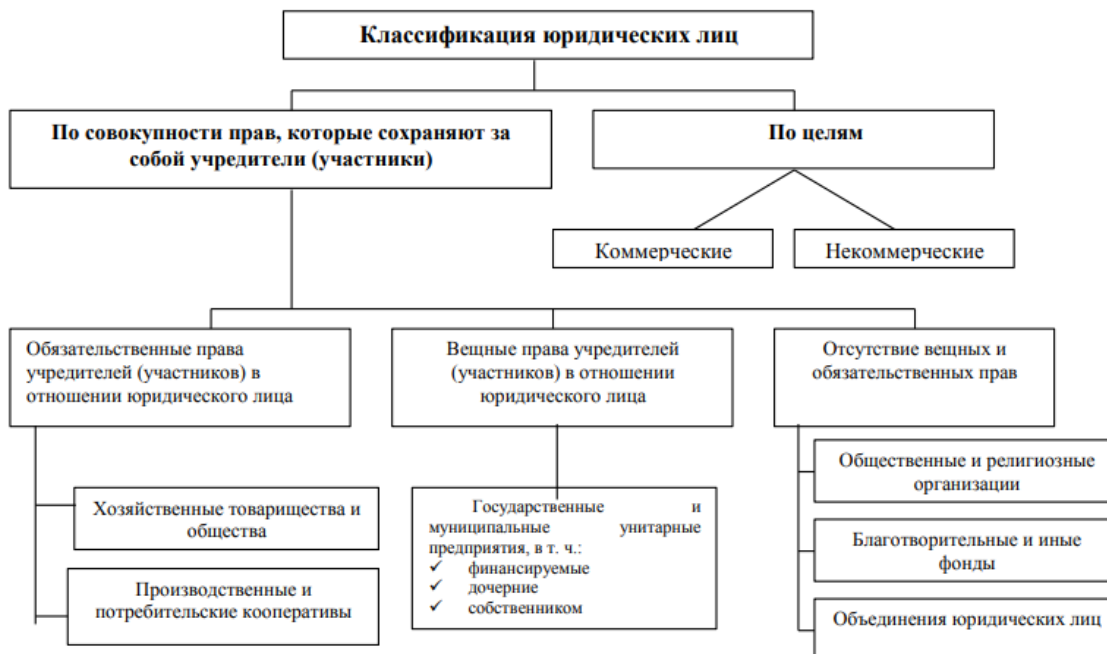 Классификация юридических лиц
По совокупности прав, которые сохраняют за
собой учредители (участники)
По целям
Коммерческие
Некоммерческие
Обязательственные права
учредителей (участников) в
отношении юридического лица
Вещные права учредителей
(участников) в отношении
юридического лица
Отсутствие вещных и
обязательственных прав
Хозяйственные товарищества и
общества
Производственные и
потребительские кооперативы
Государственные и
муниципальные унитарные
предприятия, в т. ч.:
✓ финансируемые
✓ дочерние
✓ собственником
Общественные и религиозные
организации
Благотворительные и иные
фонды
Объединения юридических лиц